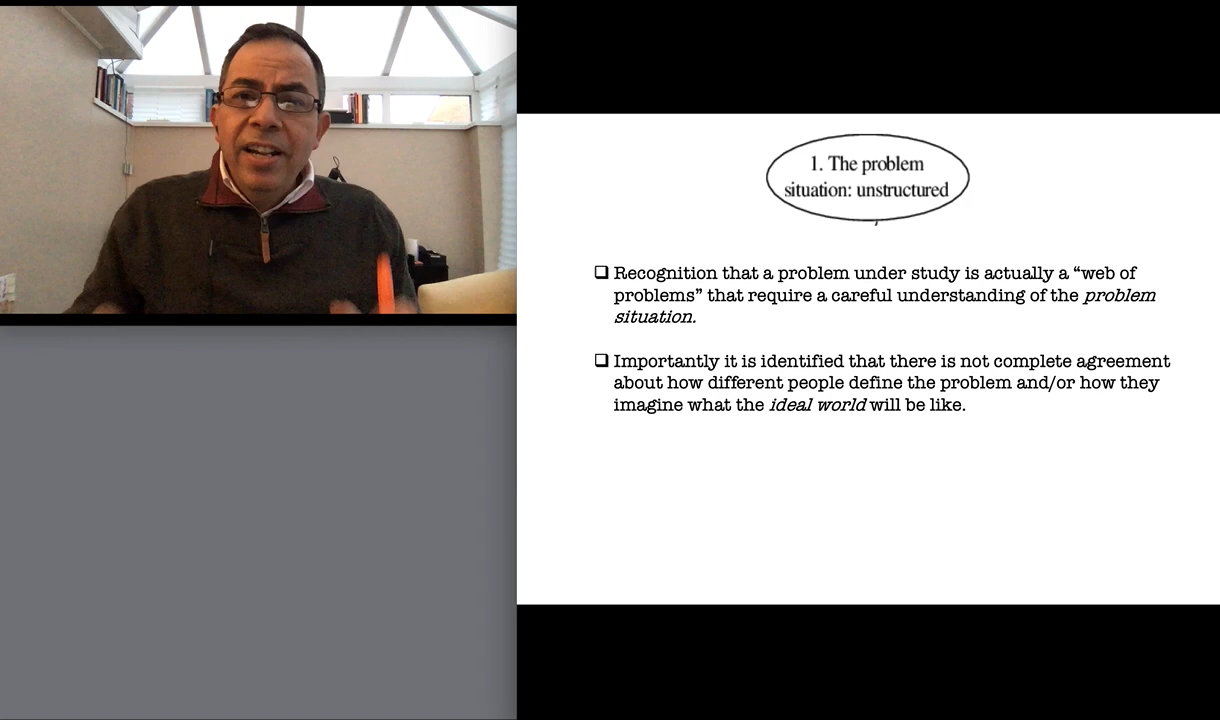 1. The problem
situation: unstructured
❑ Recognition that a problem under study is actually a “web of
problems” that require a careful understanding of the problem
situation.
❑ Importantly it is identified that there is not complete agreement
about how different people define the problem and/or how they
imagine what the ideal world will be like.